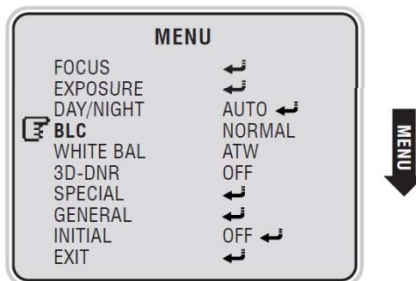 MENU
FOCUS ↵
EXPOSURE ↵
DAY/NIGHT AUTO ↵
BLC NORMAL
WHITE BAL ATW
3D-DNR OFF
SPECIAL ↵
GENERAL ↵
INITIAL OFF ↵
EXIT ↵
MENU